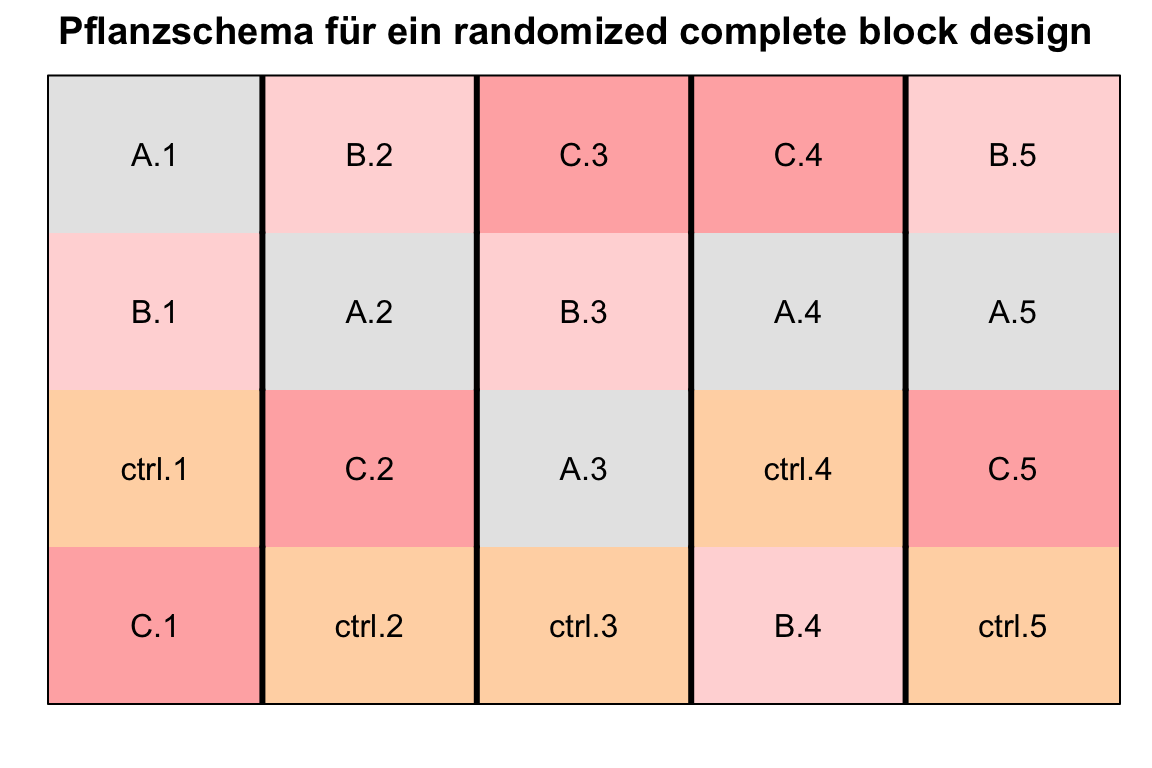 Pflanzschema für ein randomized complete block design
A.1 B.2 C.3 C.4 B.5
B.1 A.2 B.3 A.4 A.5
ctrl.1 C.2 A.3 ctrl.4 C.5
C.1 ctrl.2 ctrl.3 B.4 ctrl.5